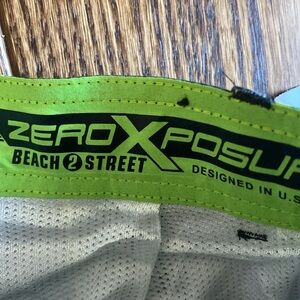 ZEROXPOSUR
BEACH 2 STREET
DESIGNED IN U.S